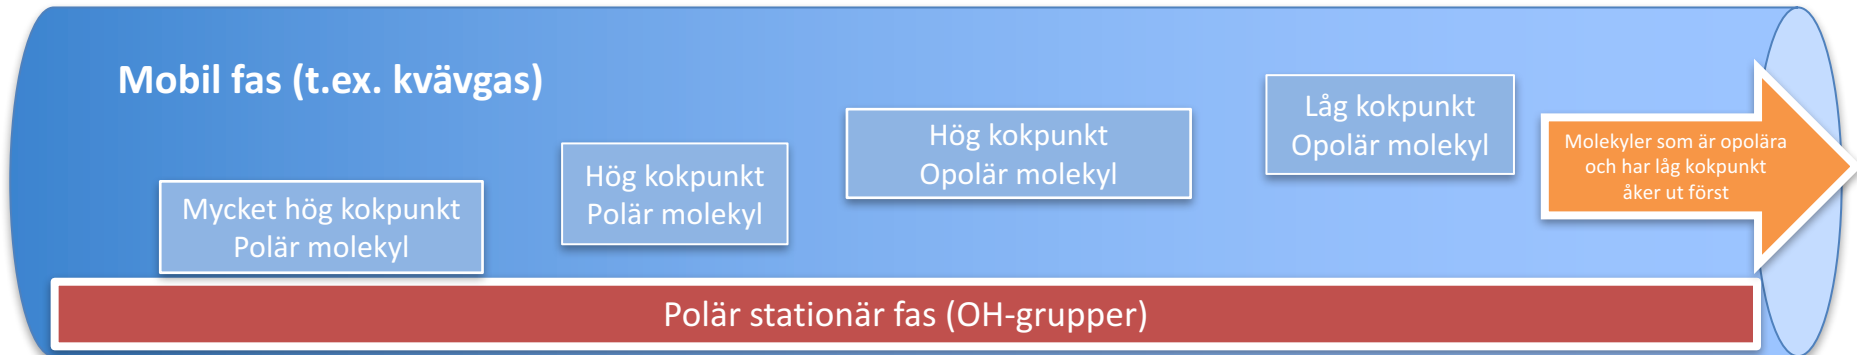 Mobil fas (t.ex. kvävgas)
Mycket hög kokpunkt
Polär molekyl
Hög kokpunkt
Polär molekyl
Hög kokpunkt
Opolär molekyl
Låg kokpunkt
Opolär molekyl
Molekyler som är opolära
och har låg kokpunkt
åker ut först
Polär stationär fas (OH-grupper)